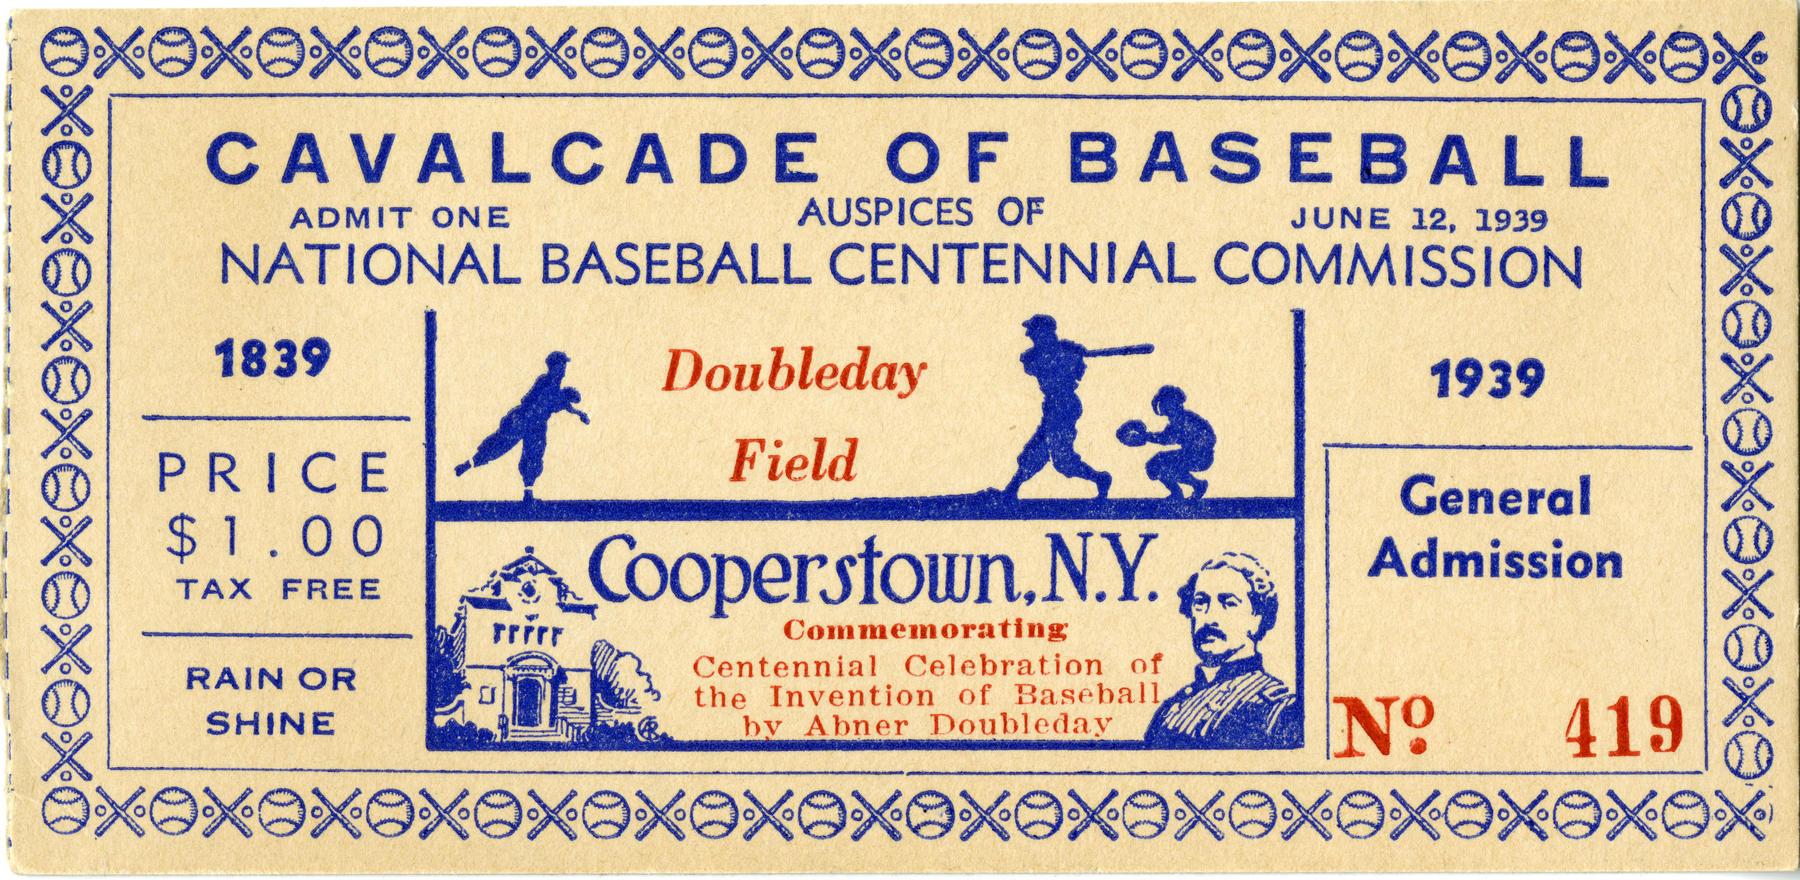 CAVALCADE OF BASEBALL
ADMIT ONE AUSPICES OF JUNE 12, 1939
NATIONAL BASEBALL CENTENNIAL COMMISSION
1839
PRICE
$1.00
TAX FREE
RAIN OR
SHINE
Doubleday
Field
Cooperstown, N.Y.
Commemorating
Centennial Celebration of
the Invention of Baseball
by Abner Doubleday
1939
General
Admission
No. 419